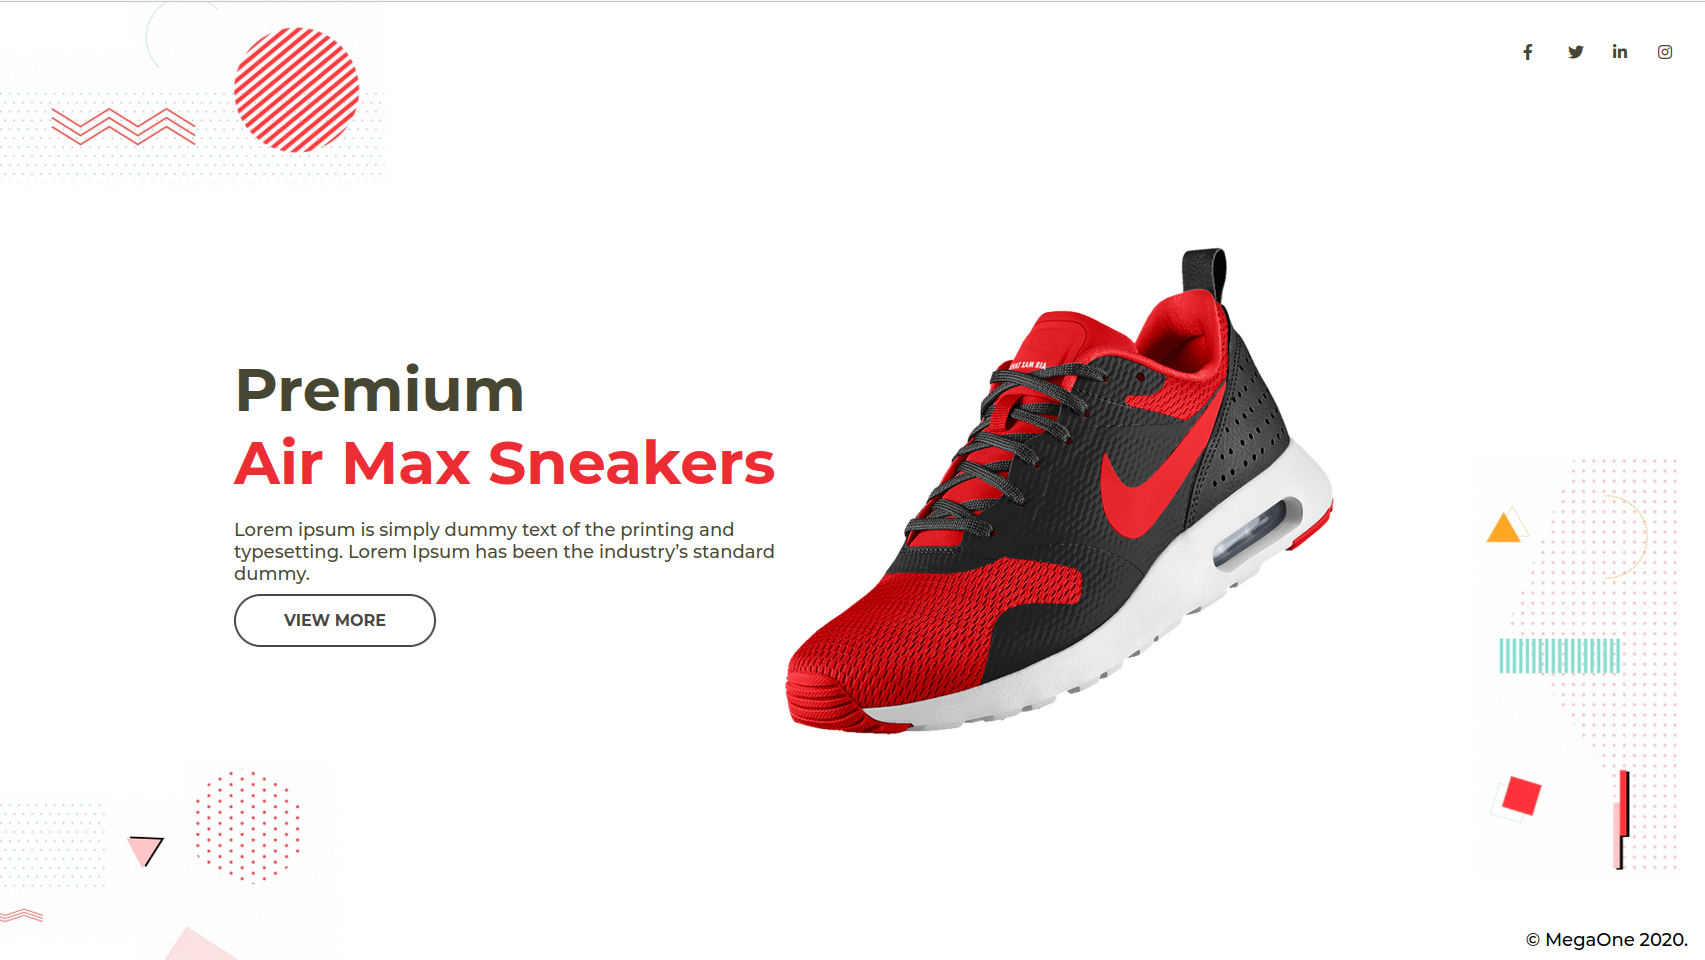 Premium
Air Max Sneakers
Lorem ipsum is simply dummy text of the printing and
typesetting. Lorem Ipsum has been the industry’s standard
dummy.
VIEW MORE
© MegaOne 2020.